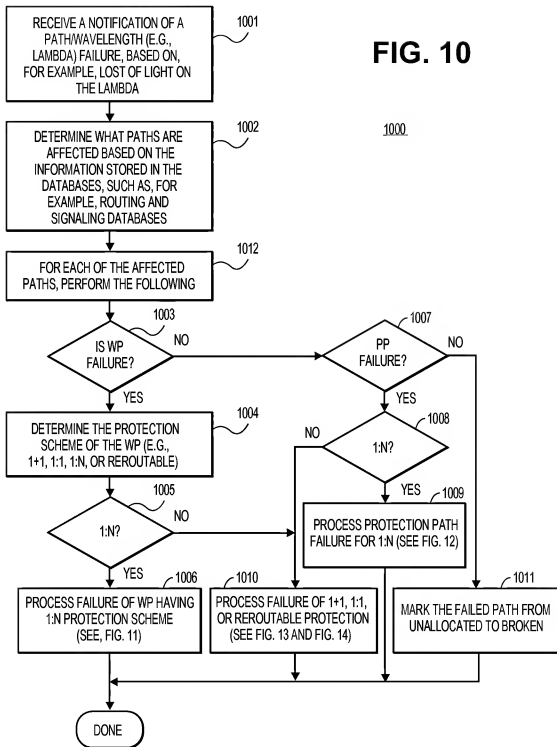 FIG. 10
1000
1001
RECEIVE A NOTIFICATION OF A
PATH/WAVELENGTH (E.G.,
LAMBDA) FAILURE, BASED ON,
FOR EXAMPLE, LOST OF LIGHT ON
THE LAMBDA
1002
DETERMINE WHAT PATHS ARE
AFFECTED BASED ON THE
INFORMATION STORED IN THE
DATABASES, SUCH AS, FOR
EXAMPLE, ROUTING AND
SIGNALING DATABASES
1012
FOR EACH OF THE AFFECTED
PATHS, PERFORM THE FOLLOWING
1003
IS WP
FAILURE?
NO
YES
1007
PP
FAILURE?
NO
YES
1004
DETERMINE THE PROTECTION
SCHEME OF THE WP (E.G.,
1+1, 1:1, 1:N, OR REROUTABLE)
1008
1:N?
NO
YES
1005
1:N?
NO
YES
1009
PROCESS PROTECTION PATH
FAILURE FOR 1:N (SEE FIG. 12)
1006
PROCESS FAILURE OF WP HAVING
1:N PROTECTION SCHEME
(SEE, FIG. 11)
1010
PROCESS FAILURE OF 1+1, 1:1,
OR REROUTABLE PROTECTION
(SEE FIG. 13 AND FIG. 14)
1011
MARK THE FAILED PATH FROM
UNALLOCATED TO BROKEN
DONE